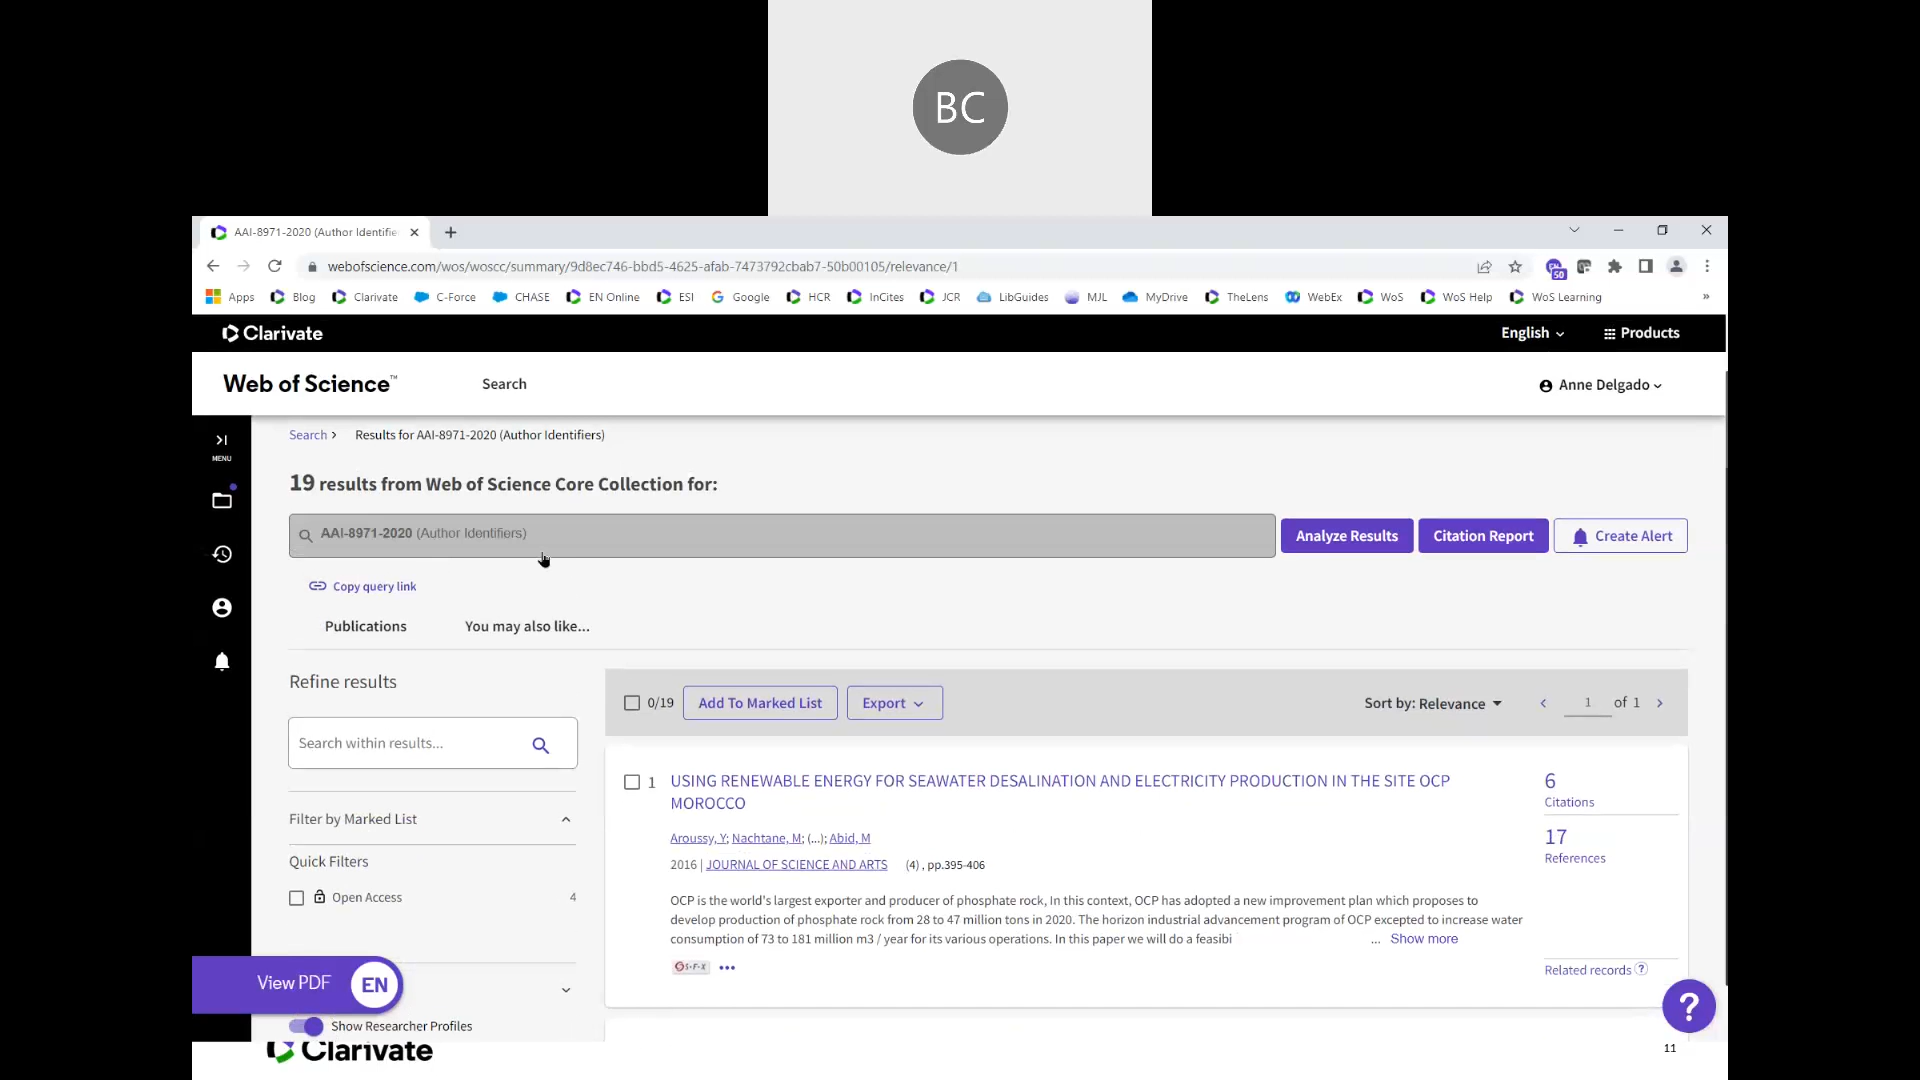 BC
AAI-8971-2020 (Author Identifie
webofscience.com/wos/woscc/summary/9d8ec746-bbd5-4625-afab-7473792cbab7-50b00105/relevance/1
50
Apps Blog Clarivate C-Force CHASE EN Online ESI Google HCR InCites JCR LibGuides MJL MyDrive TheLens WebEx WoS WoS Help WoS Learning »
Clarivate English Products
Web of Science™ Search Anne Delgado
MENU
Search > Results for AAI-8971-2020 (Author Identifiers)
19 results from Web of Science Core Collection for:
AAI-8971-2020 (Author Identifiers) Analyze Results Citation Report Create Alert
Copy query link
Publications You may also like...
Refine results
0/19 Add To Marked List Export Sort by: Relevance < 1 of 1 >
Search within results...
Filter by Marked List
Quick Filters
Open Access 4
1 USING RENEWABLE ENERGY FOR SEAWATER DESALINATION AND ELECTRICITY PRODUCTION IN THE SITE OCP
MOROCCO
Aroussy, Y; Nachtane, M; (...); Abid, M
2016 | JOURNAL OF SCIENCE AND ARTS (4) , pp.395-406
OCP is the world's largest exporter and producer of phosphate rock, In this context, OCP has adopted a new improvement plan which proposes to
develop production of phosphate rock from 28 to 47 million tons in 2020. The horizon industrial advancement program of OCP excepted to increase water
consumption of 73 to 181 million m3 / year for its various operations. In this paper we will do a feasibi ... Show more
S·F·X •••
6
Citations
17
References
Related records ?
View PDF EN
?
Show Researcher Profiles
Clarivate
11